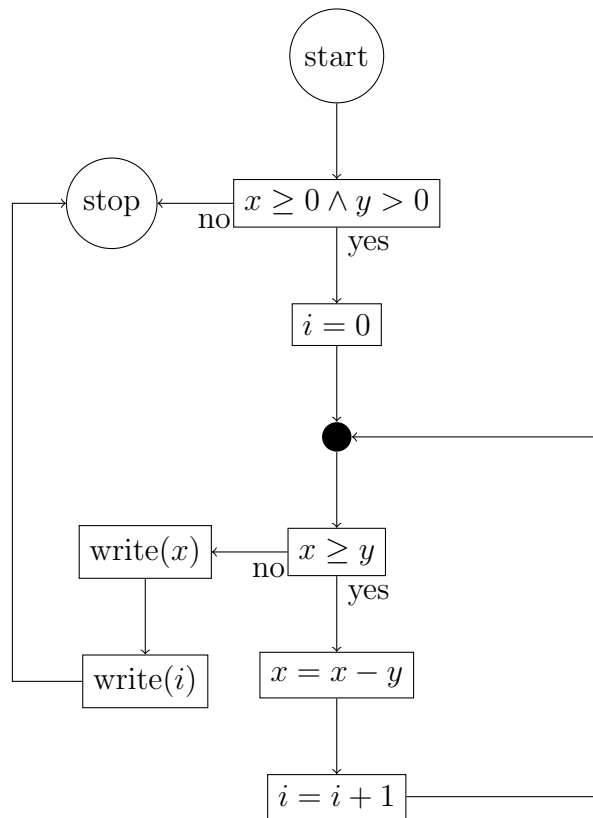 start
stop
x ≥ 0 ∧ y > 0
no
yes
i = 0
write(x)
x ≥ y
no
yes
write(i)
x = x − y
i = i + 1